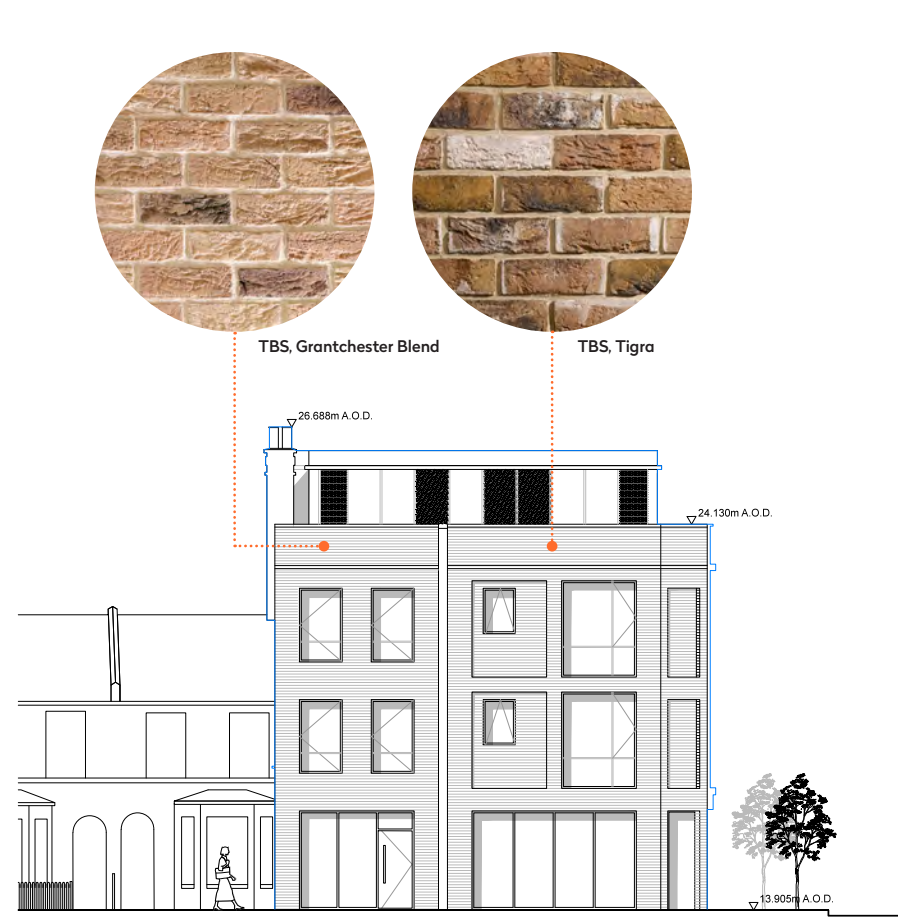 TBS, Grantchester Blend
TBS, Tigra
26.688m A.O.D.
24.130m A.O.D.
13.905m A.O.D.